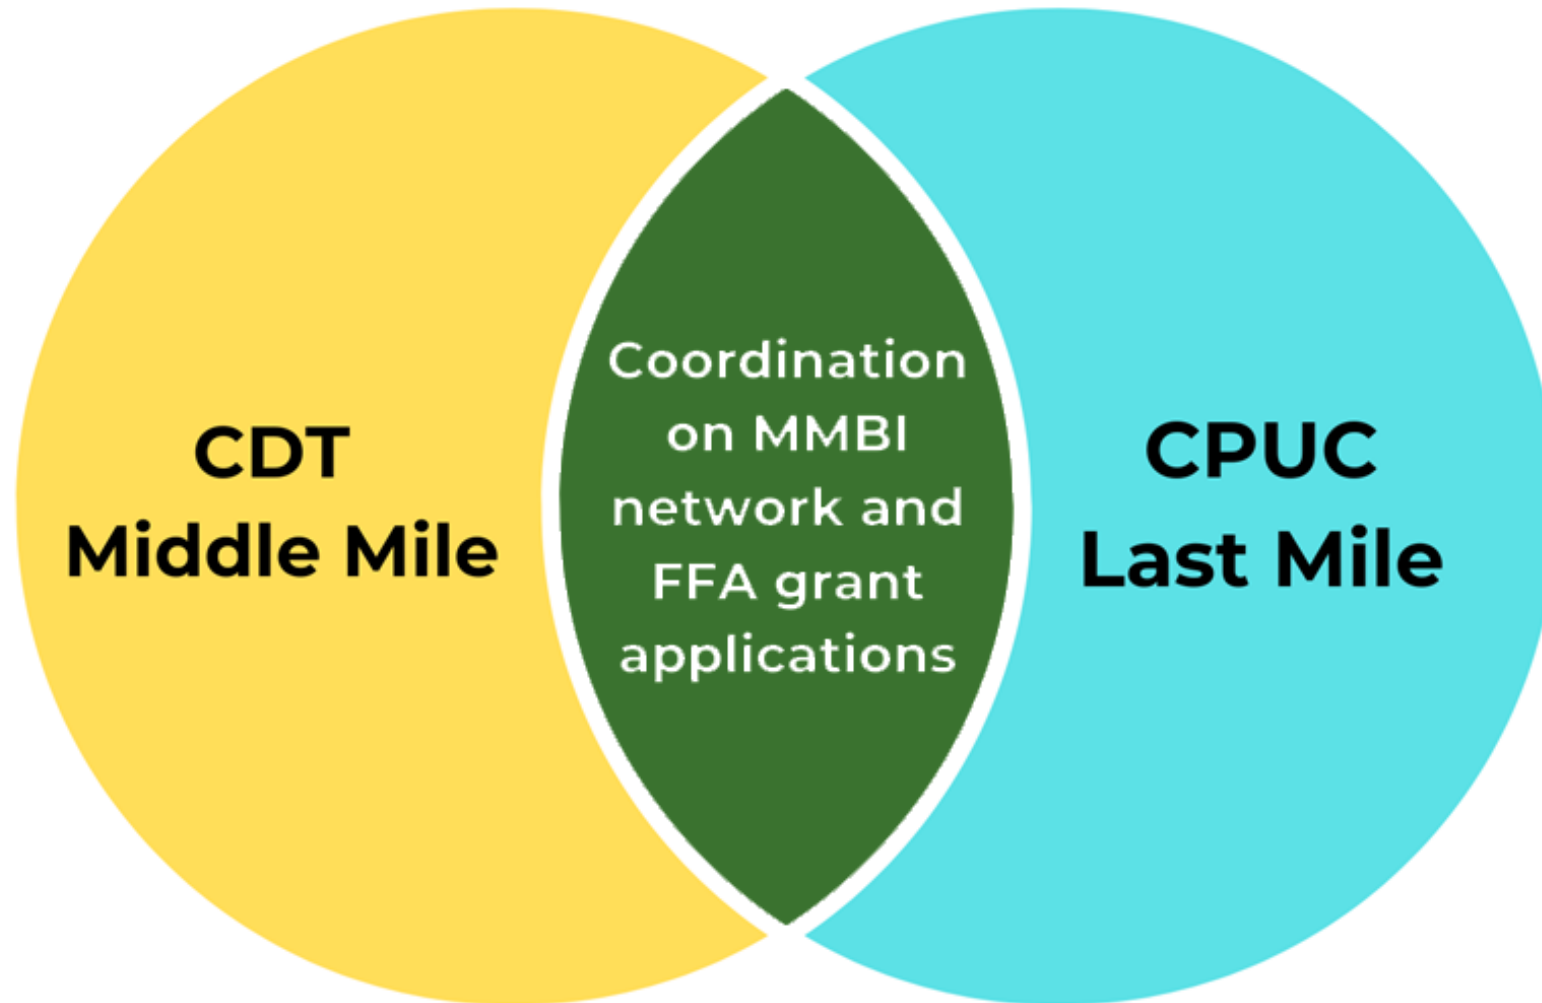 CDT
Middle Mile
Coordination
on MMBI
network and
FFA grant
applications
CPUC
Last Mile